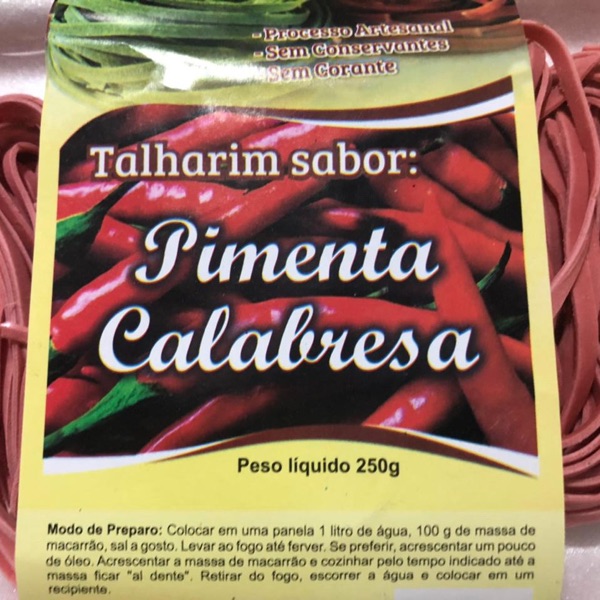 -Processo Artesanal
-Sem Conservantes
-Sem Corante
Talharim sabor:
Pimenta
Calabresa
Peso líquido 250g
Modo de Preparo: Colocar em uma panela 1 litro de água, 100 g de massa de
macarrão, sal a gosto. Levar ao fogo até ferver. Se preferir, acrescentar um pouco
de óleo. Acrescentar a massa de macarrão e cozinhar pelo tempo indicado até a
massa ficar "al dente". Retirar do fogo, escorrer a água e colocar em um
recipiente.